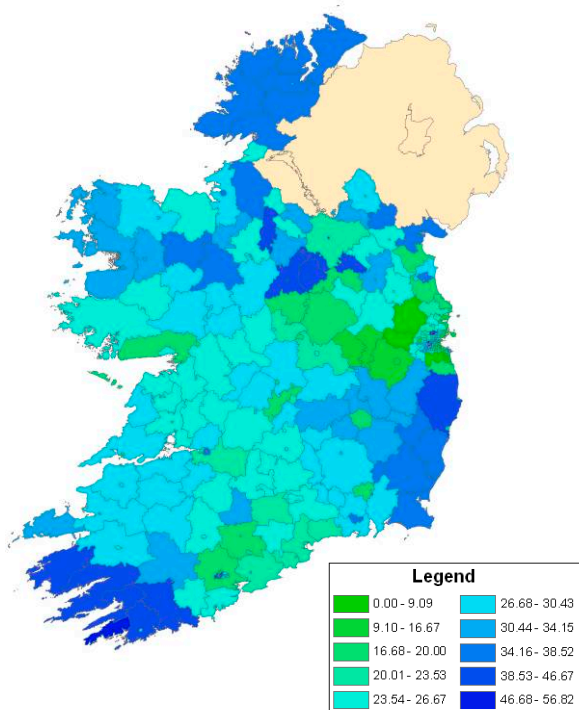 Legend
0.00 - 9.09
9.10 - 16.67
16.68 - 20.00
20.01 - 23.53
23.54 - 26.67
26.68 - 30.43
30.44 - 34.15
34.16 - 38.52
38.53 - 46.67
46.68 - 56.82